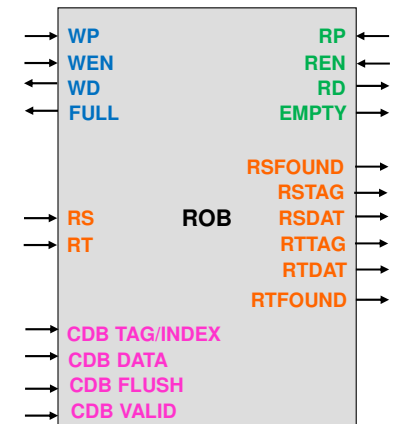 WP RP
WEN REN
WD RD
FULL EMPTY
RSFOUND
RSTAG
RS ROB RSDAT
RT RTTAG
RTDAT
RTFOUND
CDB TAG/INDEX
CDB DATA
CDB FLUSH
CDB VALID